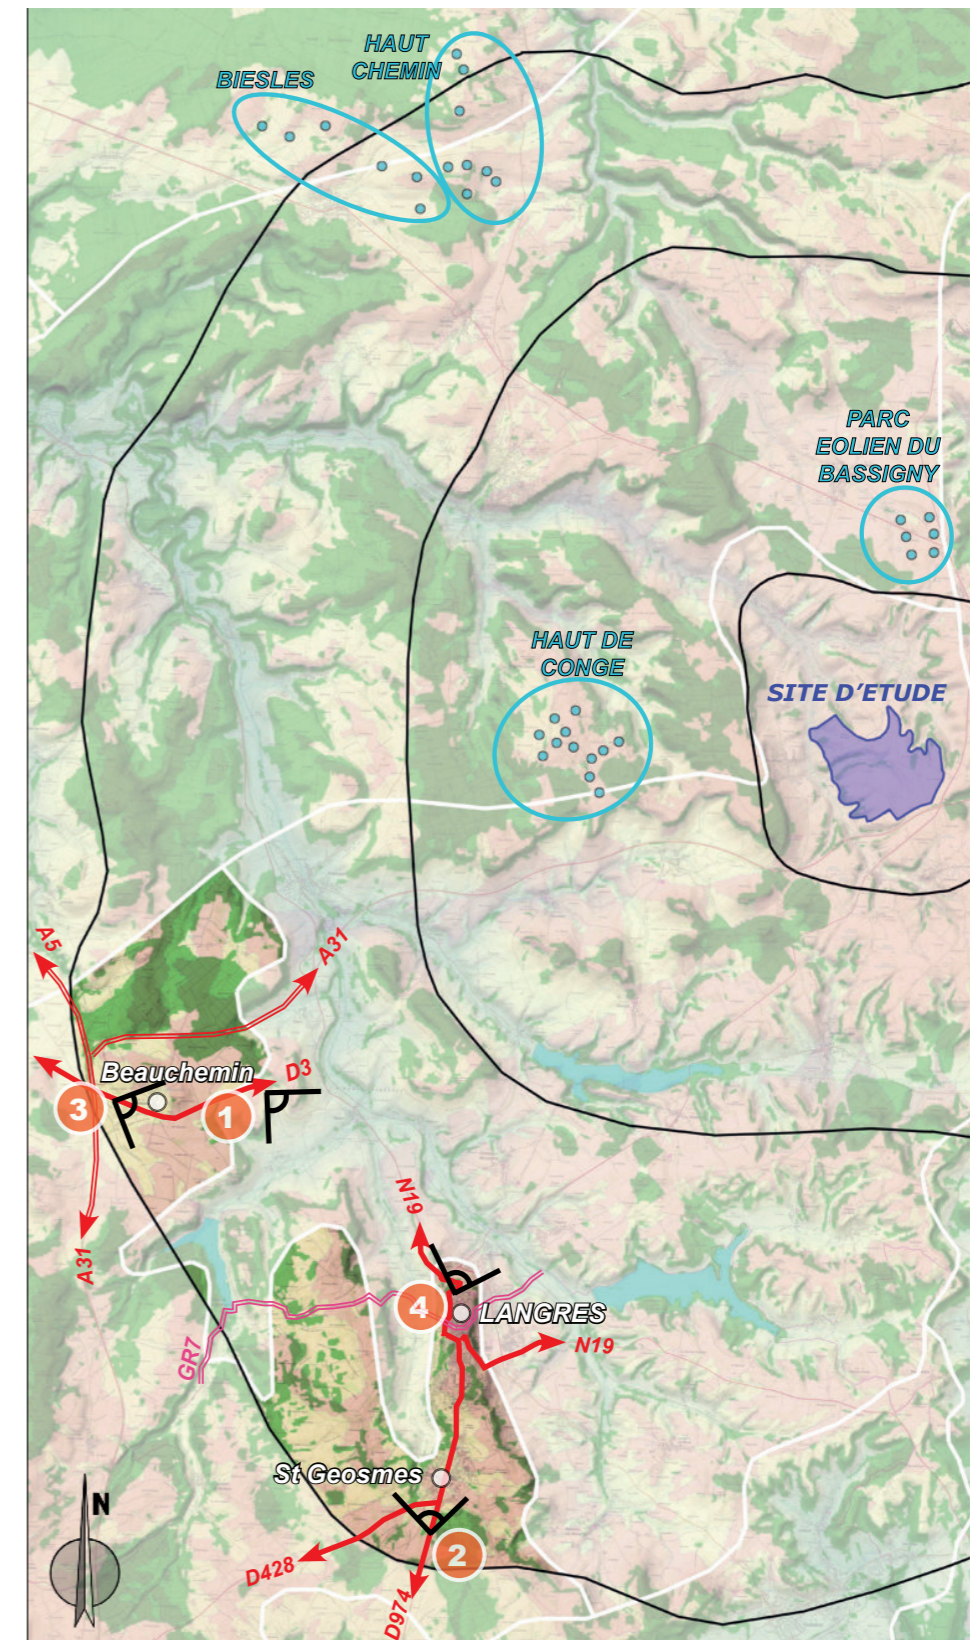 HAUT
CHEMIN
BIESLES
PARC
EOLIEN DU
BASSIGNY
HAUT DE
CONGE
SITE D'ETUDE
A5
A31
Beauchemin
D3
3
1
A31
N19
4
LANGRES
N19
GR7
St Geosmes
N
2
D428
D974